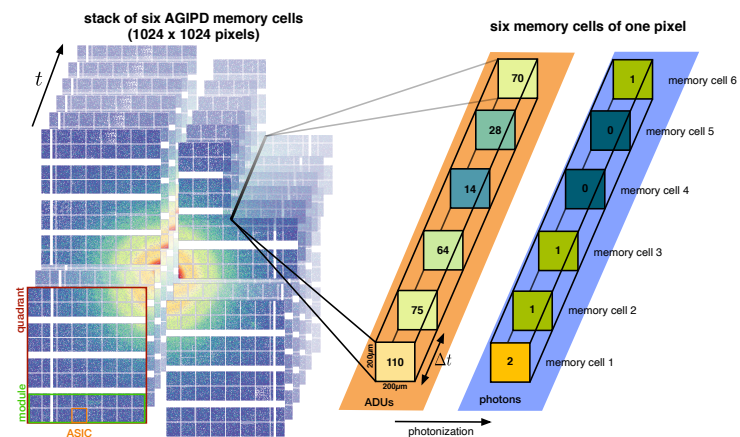 stack of six AGIPD memory cells
(1024 x 1024 pixels)
six memory cells of one pixel
t
70
1
memory cell 6
28
0
memory cell 5
14
0
memory cell 4
64
1
memory cell 3
75
1
memory cell 2
110
2
memory cell 1
200µm
200µm
Δt
quadrant
module
ASIC
ADUs
photons
photonization